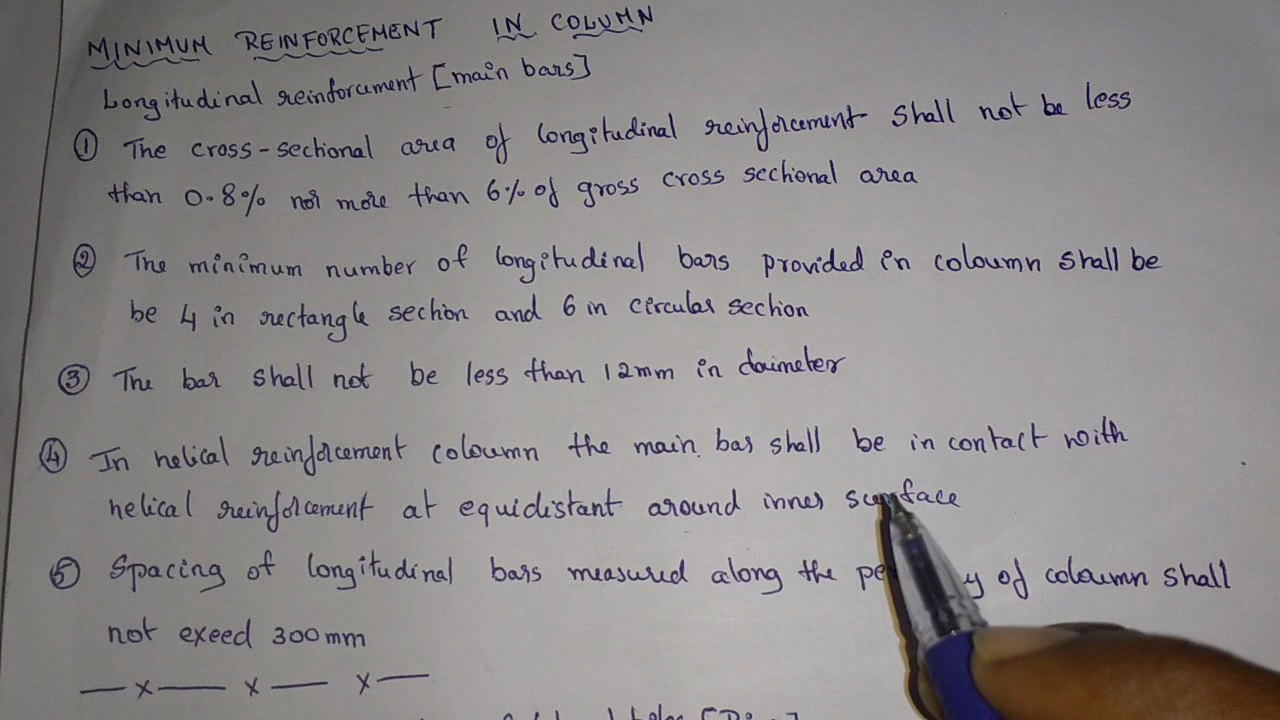 MINIMUM REINFORCEMENT IN COLUMN
Longitudinal reinforcement [main bars]
① The cross-sectional area of longitudinal reinforcement shall not be less
than 0.8% nor more than 6% of gross cross sectional area
② The minimum number of longitudinal bars provided in coloumn shall be
be 4 in rectangle section and 6 in circular section
③ The bar shall not be less than 12mm in daimeter
④ In helical reinforcement coloumn the main bar shall be in contact with
helical reinforcement at equidistant around inner surface
⑤ Spacing of longitudinal bars measured along the of coloumn shall
not exeed 300mm
—x— x — x—